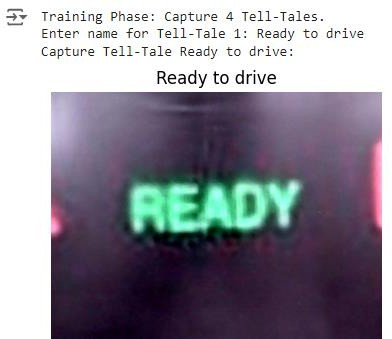 Training Phase: Capture 4 Tell-Tales.
Enter name for Tell-Tale 1: Ready to drive
Capture Tell-Tale Ready to drive:
Ready to drive
READY